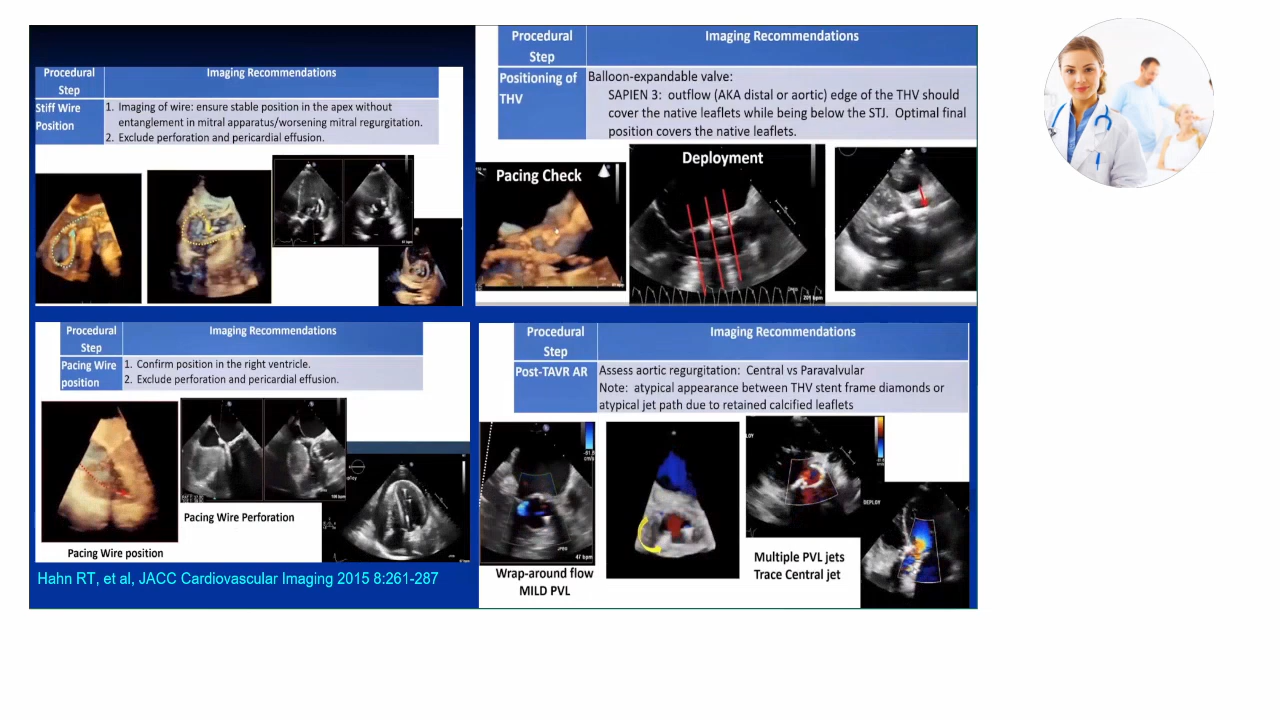 Procedural Step
Imaging Recommendations
Stiff Wire Position
1. Imaging of wire: ensure stable position in the apex without
entanglement in mitral apparatus/worsening mitral regurgitation.
2. Exclude perforation and pericardial effusion.
Procedural Step
Imaging Recommendations
Positioning of THV
Balloon-expandable valve:
SAPIEN 3: outflow (AKA distal or aortic) edge of the THV should
cover the native leaflets while being below the STJ. Optimal final
position covers the native leaflets.
Pacing Check
Deployment
201 bpm
Procedural Step
Imaging Recommendations
Pacing Wire position
1. Confirm position in the right ventricle.
2. Exclude perforation and pericardial effusion.
Pacing Wire Perforation
Pacing Wire position
Hahn RT, et al, JACC Cardiovascular Imaging 2015 8:261-287
Procedural Step
Imaging Recommendations
Post-TAVR AR
Assess aortic regurgitation: Central vs Paravalvular
Note: atypical appearance between THV stent frame diamonds or
atypical jet path due to retained calcified leaflets
47 bpm
Wrap-around flow
MILD PVL
DEPLOY
Multiple PVL jets
Trace Central jet